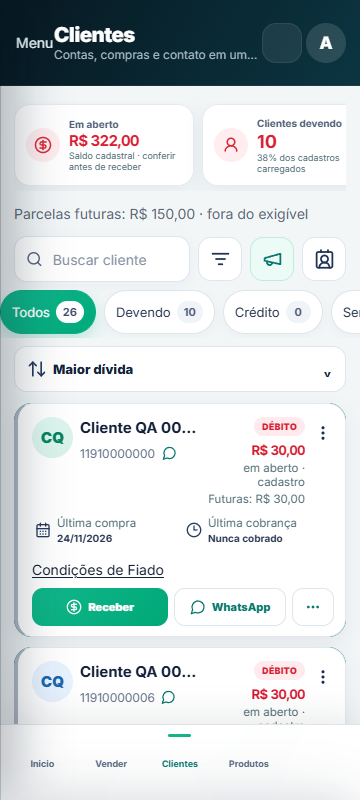 Menu
Clientes
Contas, compras e contato em um...
A
Em aberto
R$ 322,00
Saldo cadastral · conferir
antes de receber
Clientes devendo
10
38% dos cadastros
carregados
Parcelas futuras: R$ 150,00 · fora do exigível
Buscar cliente
Todos 26
Devendo 10
Crédito 0
Maior dívida
v
CQ
Cliente QA 00...
DÉBITO
11910000000
R$ 30,00
em aberto ·
cadastro
Futuras: R$ 30,00
Última compra
24/11/2026
Última cobrança
Nunca cobrado
Condições de Fiado
Receber
WhatsApp
CQ
Cliente QA 00...
DÉBITO
11910000006
R$ 30,00
em aberto ·
Inicio
Vender
Clientes
Produtos